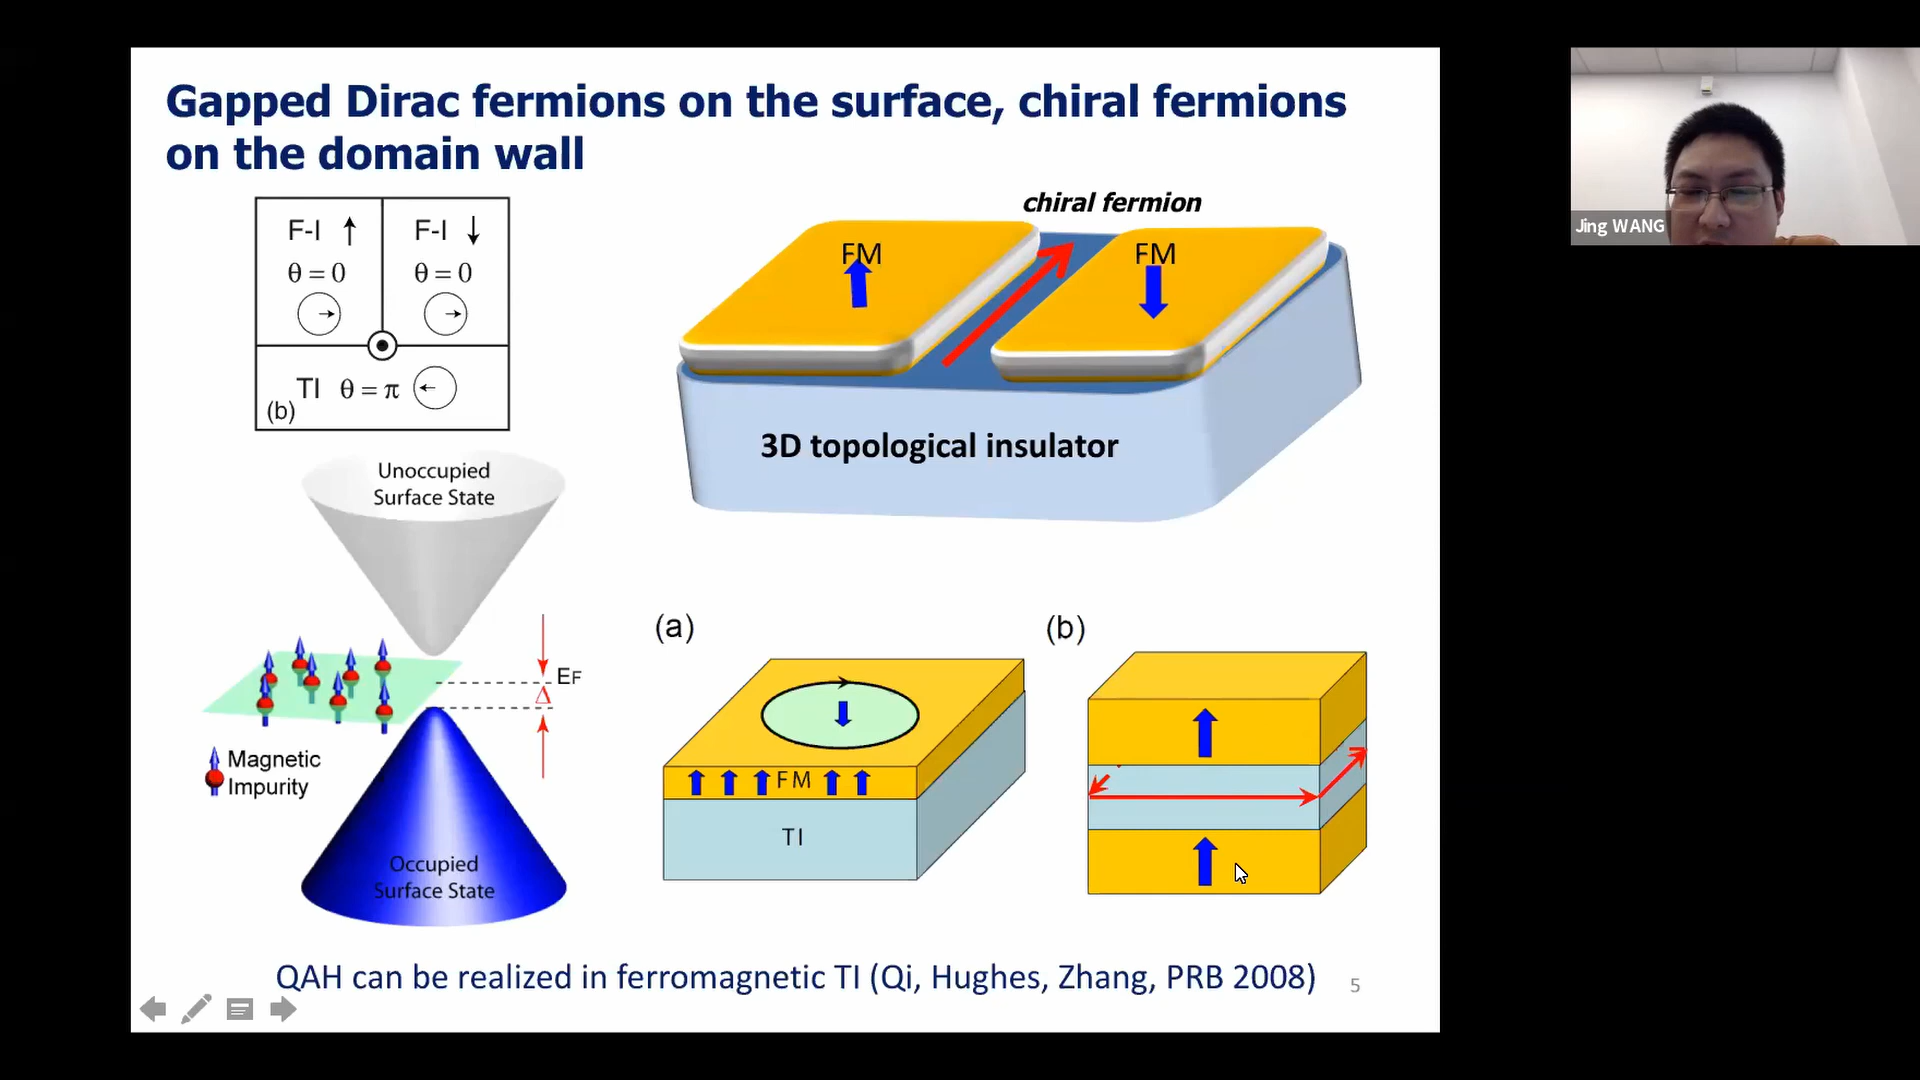 Gapped Dirac fermions on the surface, chiral fermions
on the domain wall
F-I
θ = 0
F-I
θ = 0
TI θ = π
(b)
chiral fermion
FM
FM
3D topological insulator
Unoccupied
Surface State
EF
Δ
Magnetic
Impurity
Occupied
Surface State
(a)
FM
TI
(b)
QAH can be realized in ferromagnetic TI (Qi, Hughes, Zhang, PRB 2008)
5
Jing WANG